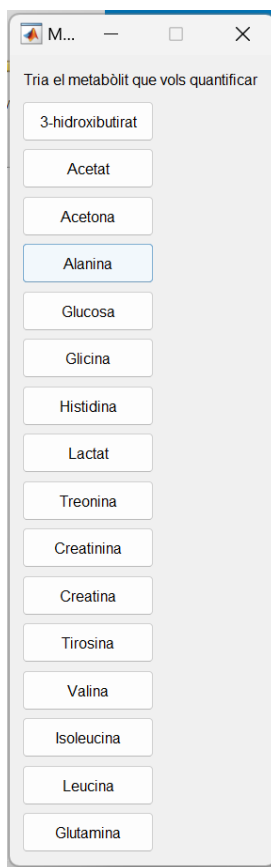 M...
Tria el metabòlit que vols quantificar
3-hidroxibutirat
Acetat
Acetona
Alanina
Glucosa
Glicina
Histidina
Lactat
Treonina
Creatinina
Creatina
Tirosina
Valina
Isoleucina
Leucina
Glutamina